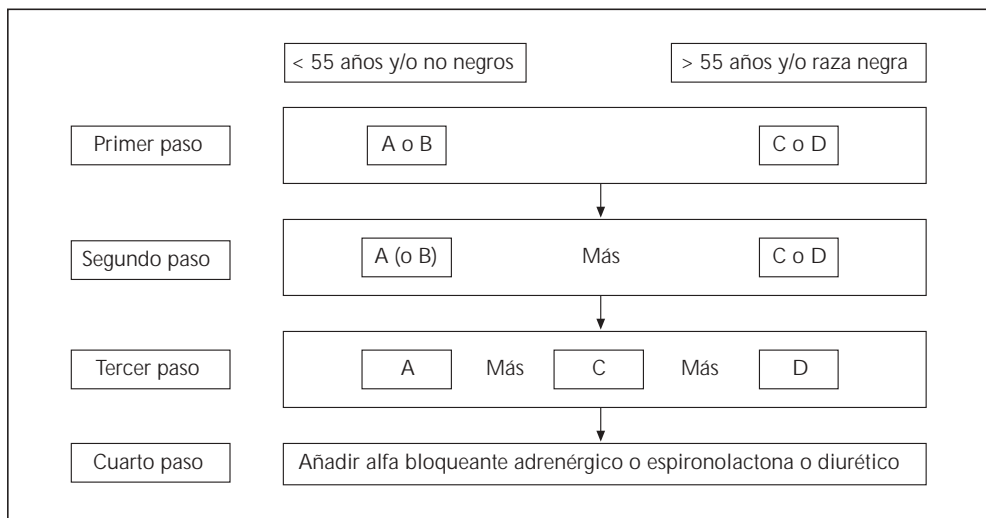 < 55 años y/o no negros > 55 años y/o raza negra
Primer paso A o B C o D
Segundo paso A (o B) Más C o D
Tercer paso A Más C Más D
Cuarto paso Añadir alfa bloqueante adrenérgico o espironolactona o diurético